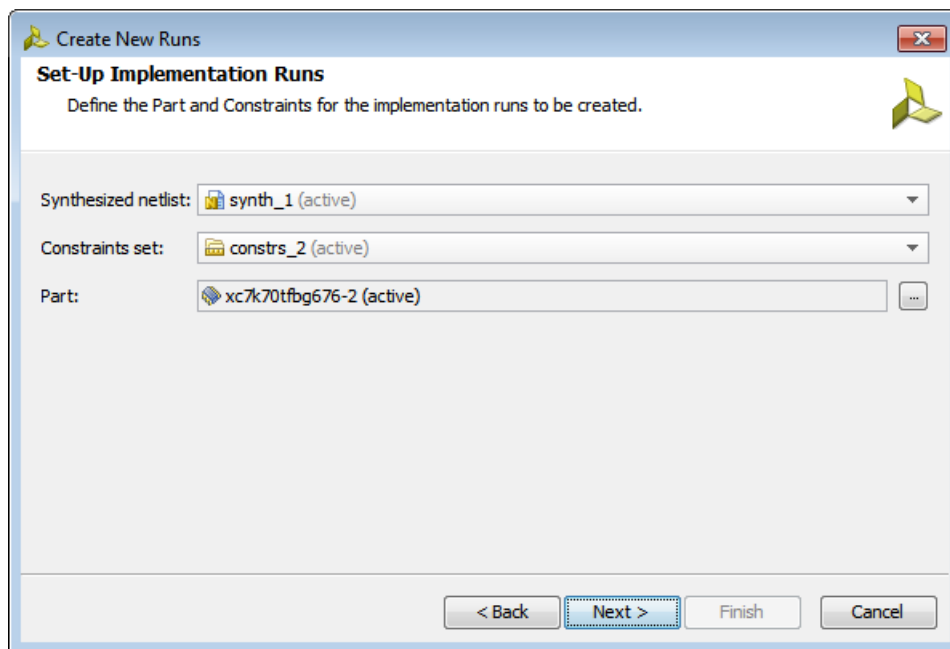 Create New Runs
Set-Up Implementation Runs
Define the Part and Constraints for the implementation runs to be created.
Synthesized netlist: synth_1 (active)
Constraints set: constrs_2 (active)
Part: xc7k70tfbg676-2 (active) ...
< Back Next > Finish Cancel